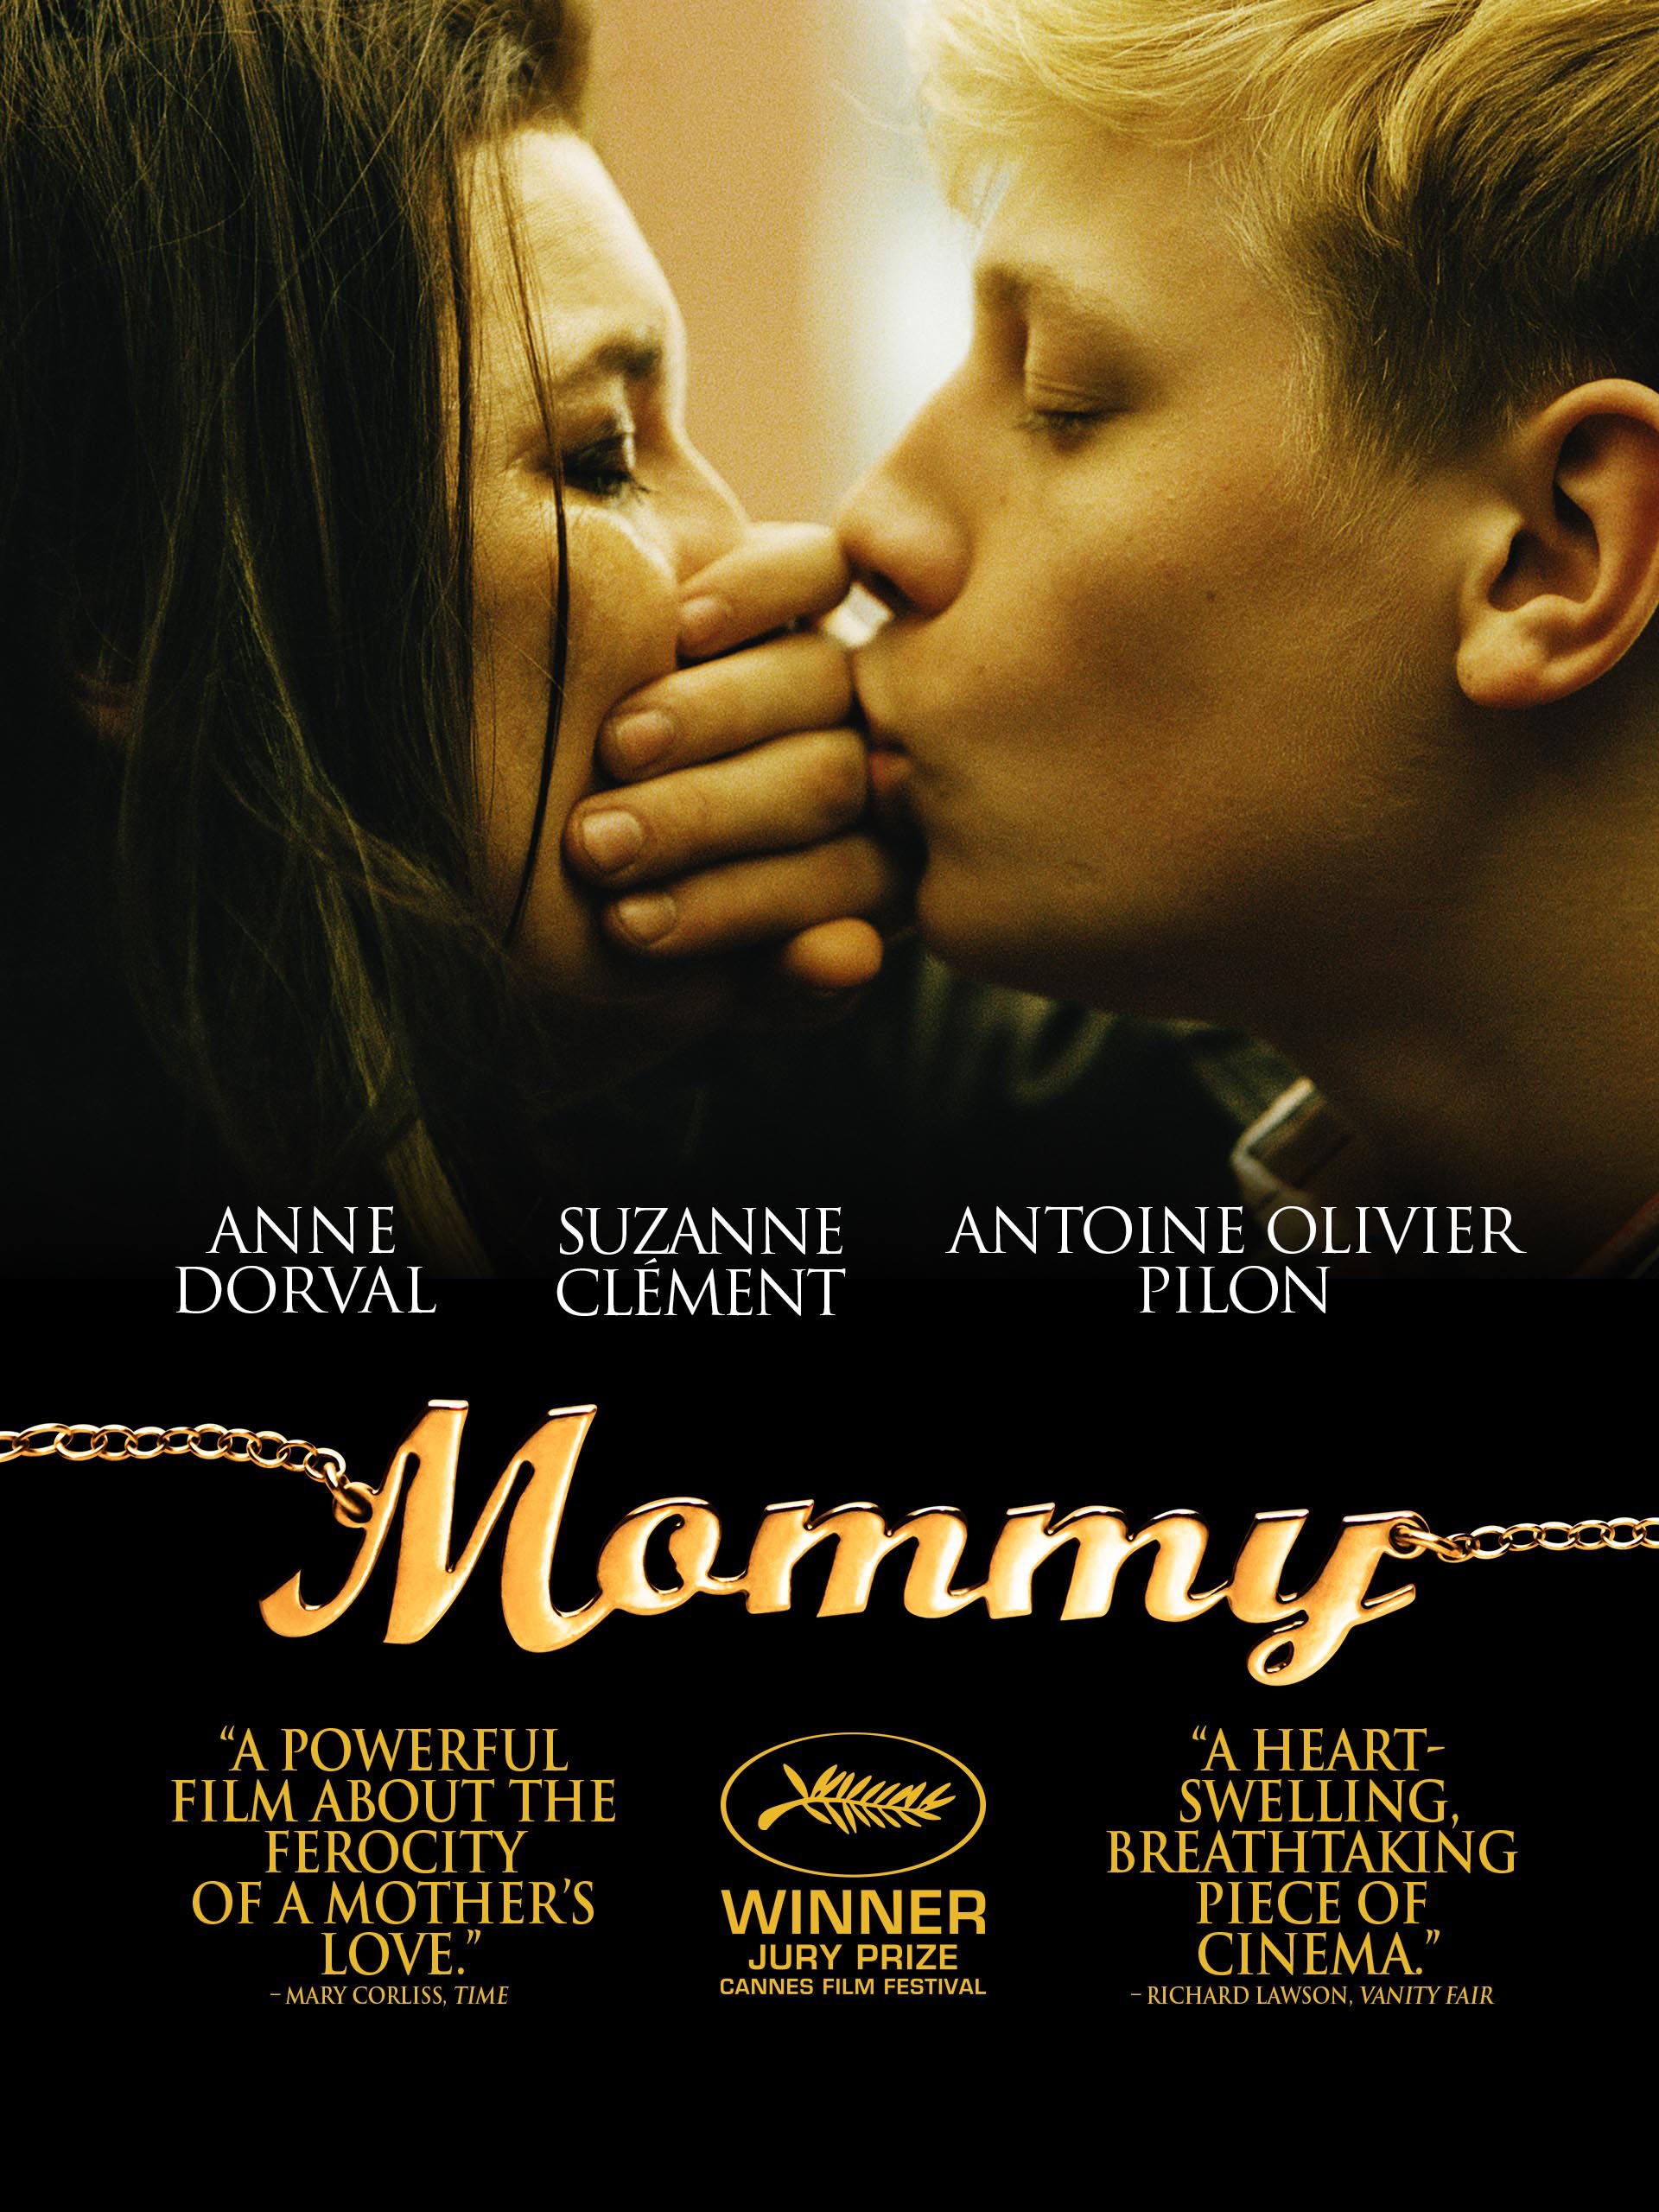 ANNE
DORVAL
SUZANNE
CLÉMENT
ANTOINE OLIVIER
PILON
Mommy
“A POWERFUL
FILM ABOUT THE
FEROCITY
OF A MOTHER’S
LOVE.”
– MARY CORLISS, TIME
WINNER
JURY PRIZE
CANNES FILM FESTIVAL
“A HEART-
SWELLING,
BREATHTAKING
PIECE OF
CINEMA.”
– RICHARD LAWSON, VANITY FAIR